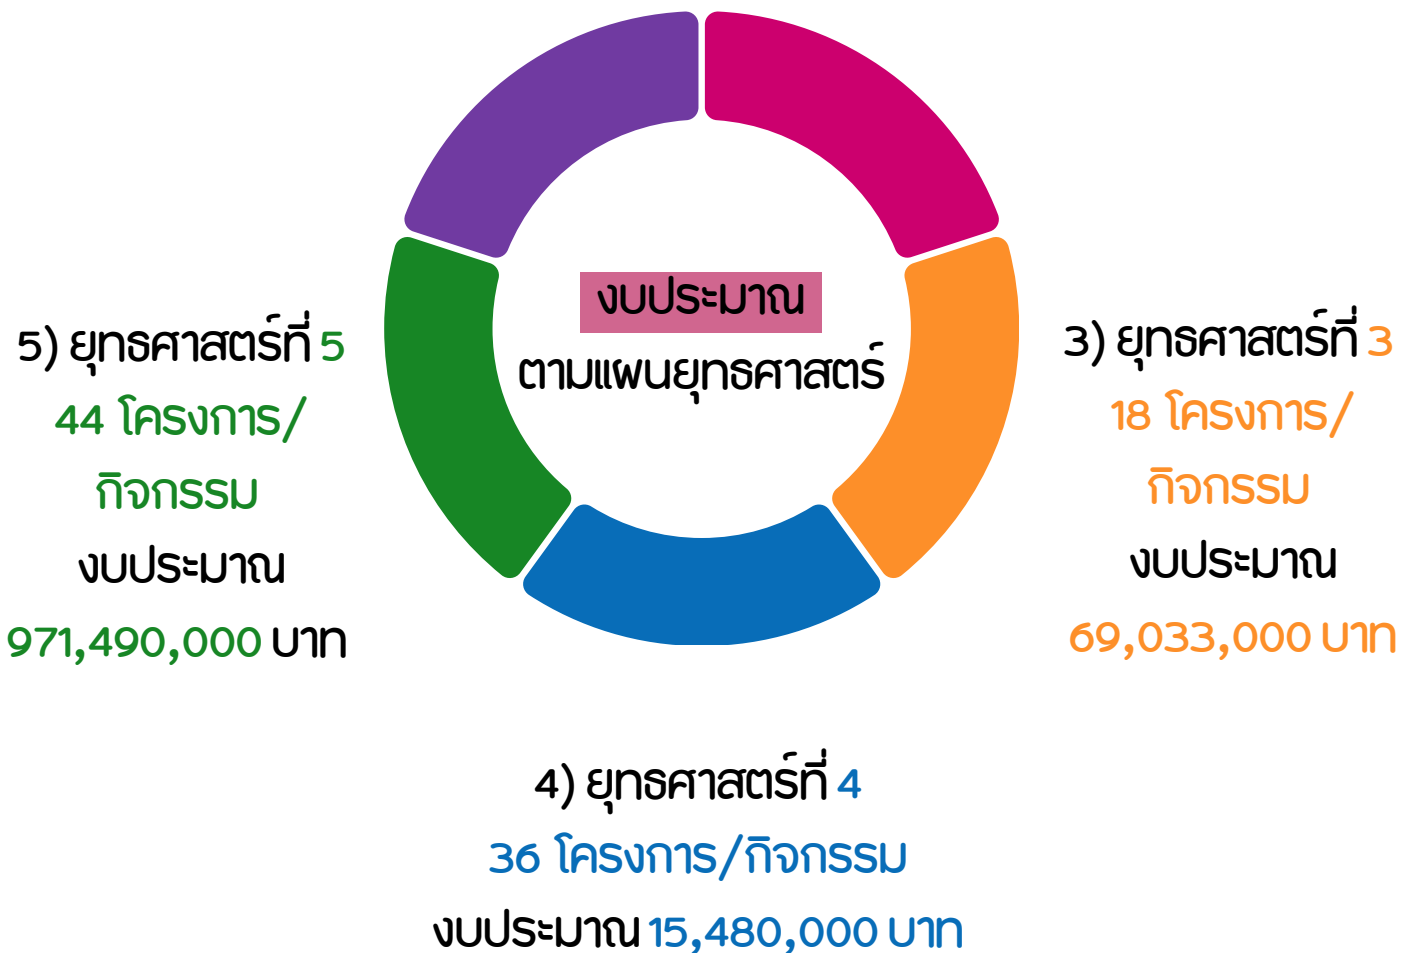 งบประมาณ
ตามแผนยุทธศาสตร์
5) ยุทธศาสตร์ที่ 5
44 โครงการ/
กิจกรรม
งบประมาณ
971,490,000 บาท
3) ยุทธศาสตร์ที่ 3
18 โครงการ/
กิจกรรม
งบประมาณ
69,033,000 บาท
4) ยุทธศาสตร์ที่ 4
36 โครงการ/กิจกรรม
งบประมาณ 15,480,000 บาท